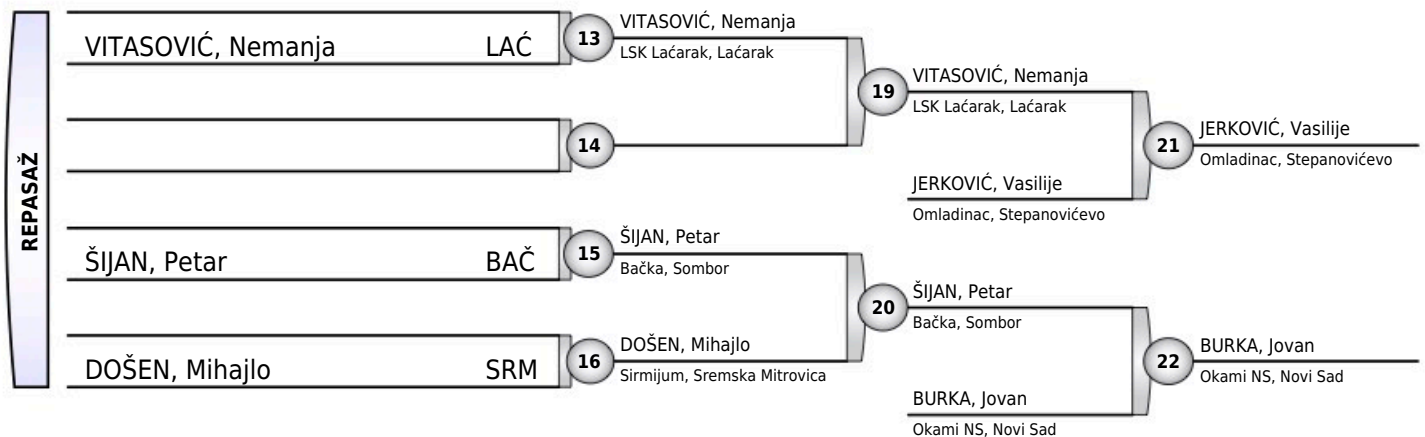 REPASAŽ
VITASOVIĆ, Nemanja LAĆ
13
VITASOVIĆ, Nemanja
LSK Laćarak, Laćarak
14
19
VITASOVIĆ, Nemanja
LSK Laćarak, Laćarak
JERKOVIĆ, Vasilije
Omladinac, Stepanovićevo
21
JERKOVIĆ, Vasilije
Omladinac, Stepanovićevo
ŠIJAN, Petar BAČ
15
ŠIJAN, Petar
Bačka, Sombor
DOŠEN, Mihajlo SRM
16
DOŠEN, Mihajlo
Sirmijum, Sremska Mitrovica
20
ŠIJAN, Petar
Bačka, Sombor
BURKA, Jovan
Okami NS, Novi Sad
22
BURKA, Jovan
Okami NS, Novi Sad